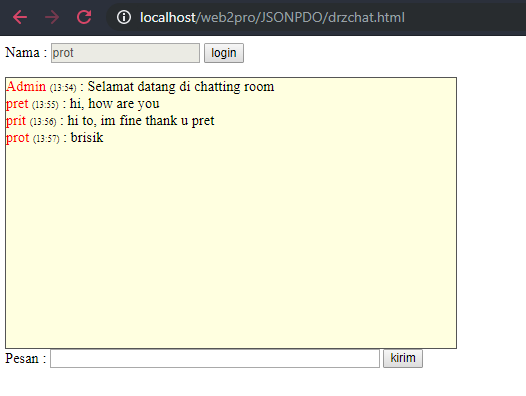 localhost/web2pro/JSONPDO/drzchat.html
Nama : prot login
Admin (13:54) : Selamat datang di chatting room
pret (13:55) : hi, how are you
prit (13:56) : hi to, im fine thank u pret
prot (13:57) : brisik
Pesan : kirim